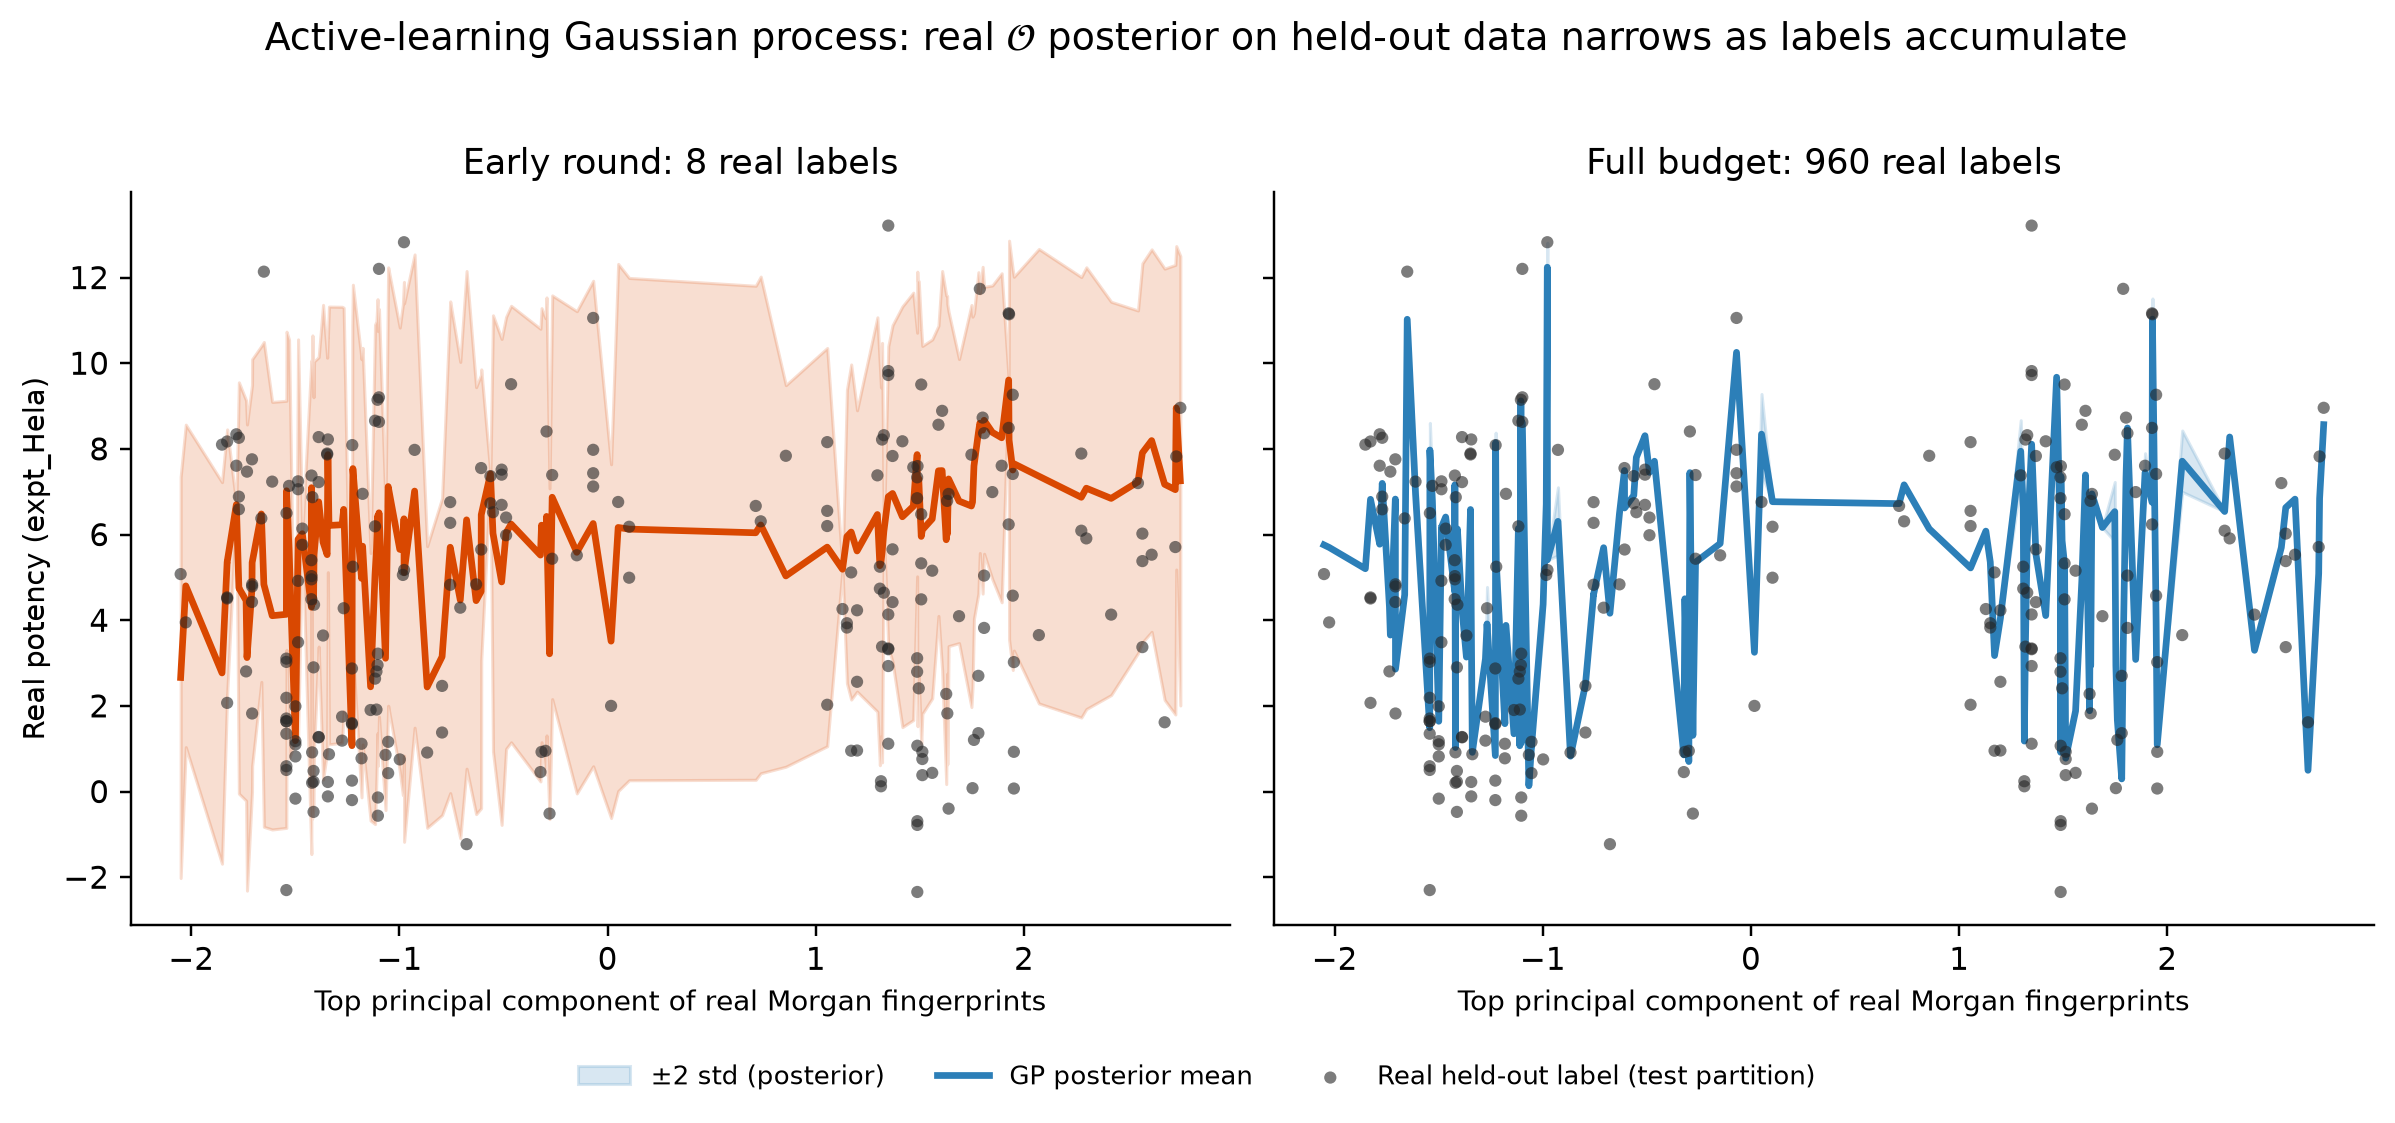 Active-learning Gaussian process: real 𝒪 posterior on held-out data narrows as labels accumulate
Early round: 8 real labels
Full budget: 960 real labels
Real potency (expt_Hela)
12
10
8
6
4
2
0
−2
−2 −1 0 1 2
−2 −1 0 1 2
Top principal component of real Morgan fingerprints
Top principal component of real Morgan fingerprints
±2 std (posterior)
GP posterior mean
Real held-out label (test partition)